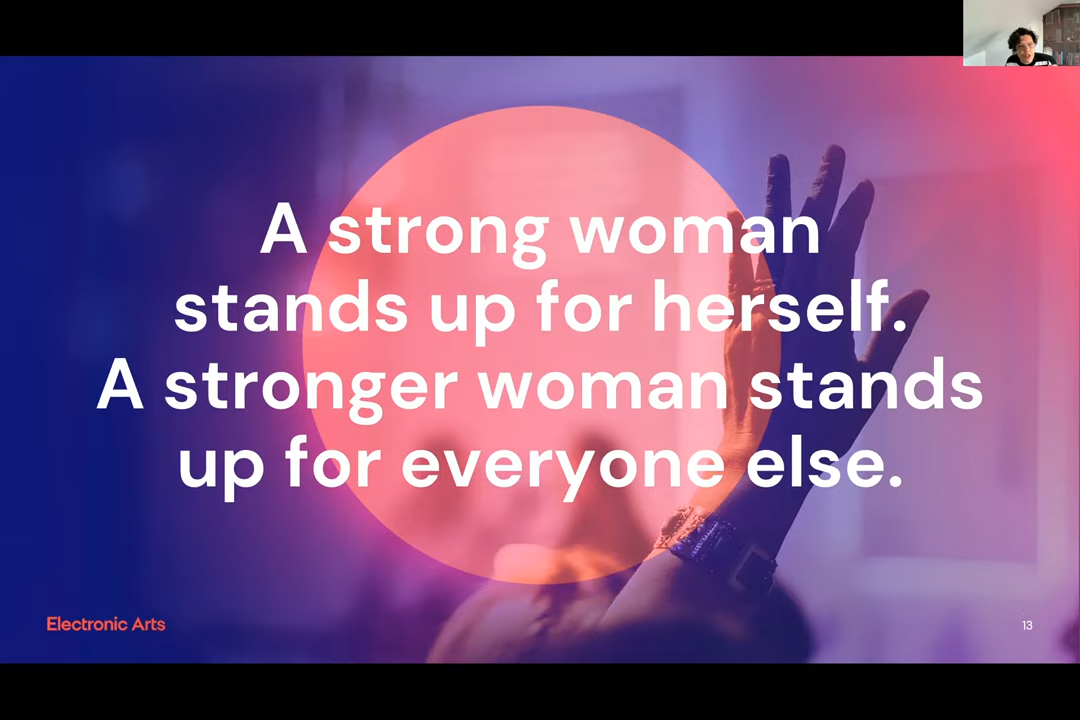 A strong woman
stands up for herself.
A stronger woman stands
up for everyone else.
Electronic Arts
13